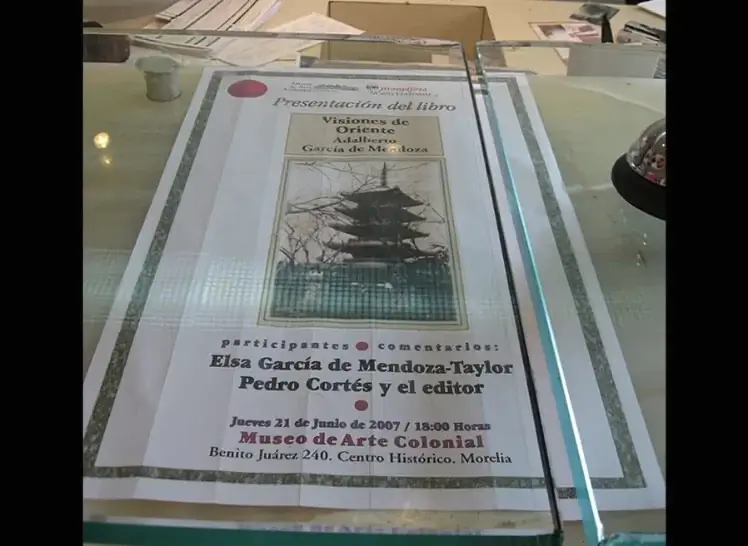 Presentación del libro
Visiones de
Oriente
Adalberto
García de Mendoza
participantes comentarios:
Elsa García de Mendoza-Taylor
Pedro Cortés y el editor
Jueves 21 de Junio de 2007 / 18:00 Horas
Museo de Arte Colonial
Benito Juárez 240. Centro Histórico. Morelia